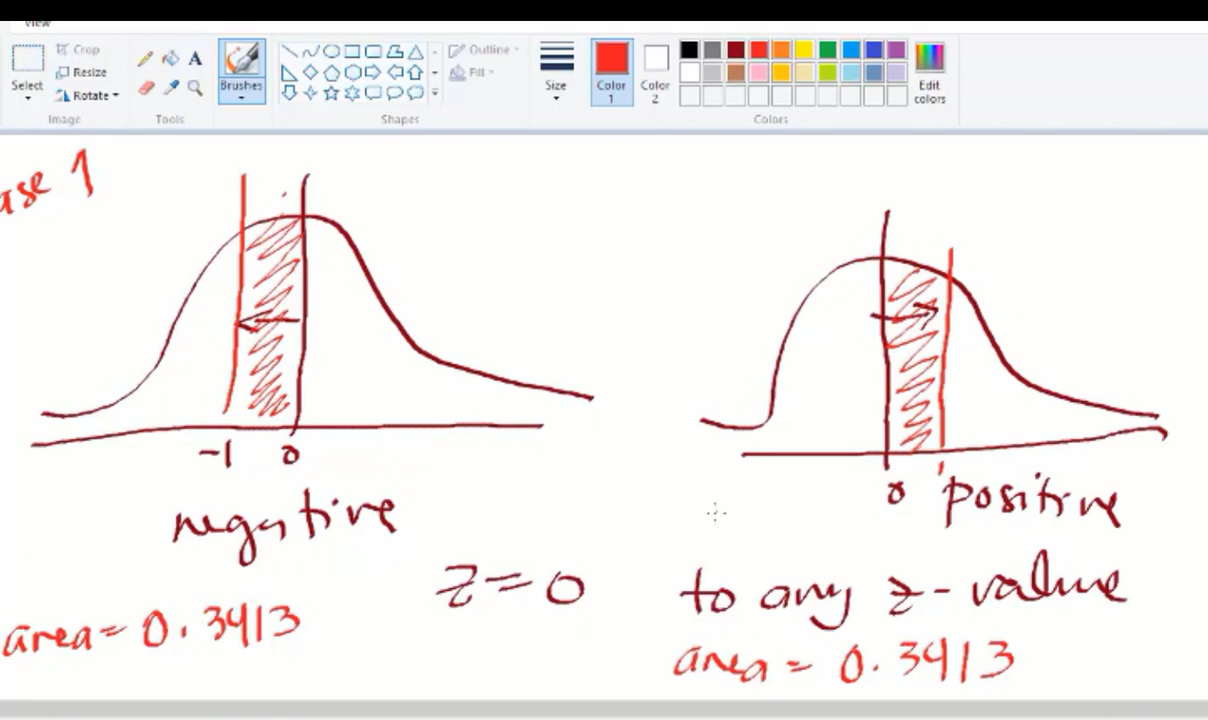 View
Crop
Resize
Rotate
Select
Image
A
Tools
Brushes
Outline
Fill
Shapes
Size
Color 1
Color 2
Edit colors
Colors
ase 1
-1 0
negative
0 positive
z=0 to any z-value
area= 0.3413
area = 0.3413